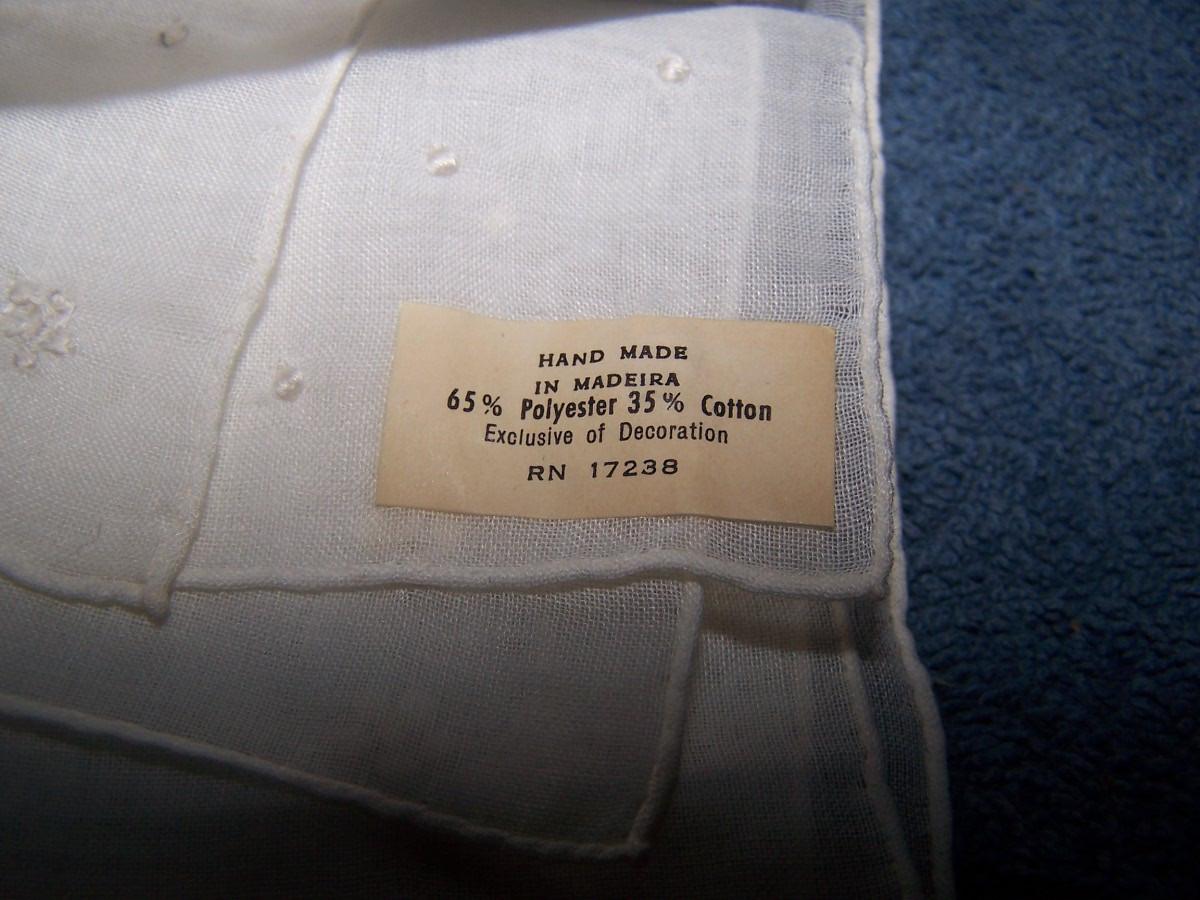 HAND MADE
IN MADEIRA
65% Polyester 35% Cotton
Exclusive of Decoration
RN 17238